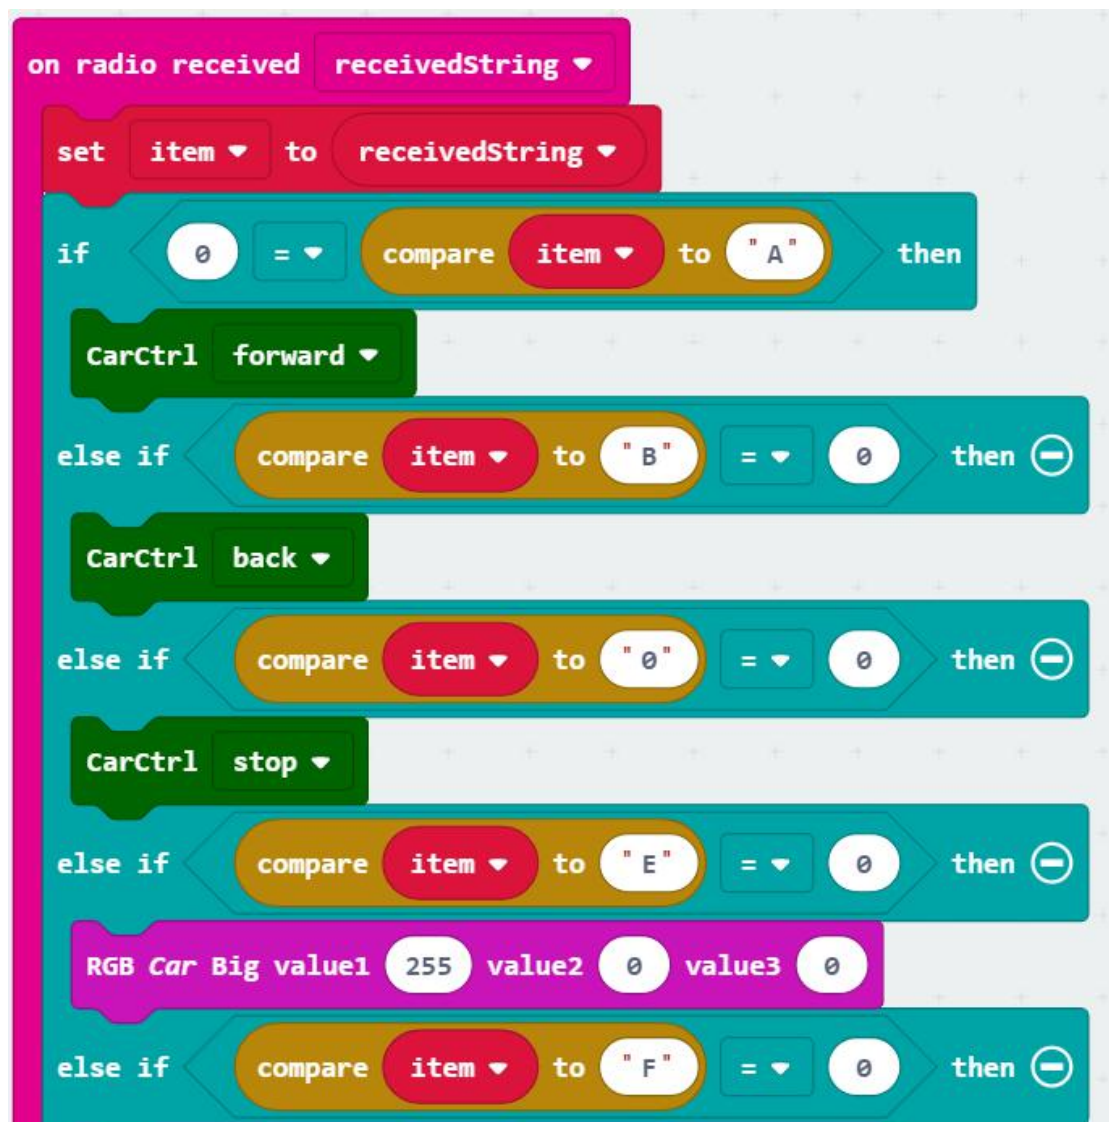 on radio received receivedString
set item to receivedString
if 0 = compare item to "A" then
CarCtrl forward
else if compare item to "B" = 0 then
CarCtrl back
else if compare item to "0" = 0 then
CarCtrl stop
else if compare item to "E" = 0 then
RGB Car Big value1 255 value2 0 value3 0
else if compare item to "F" = 0 then